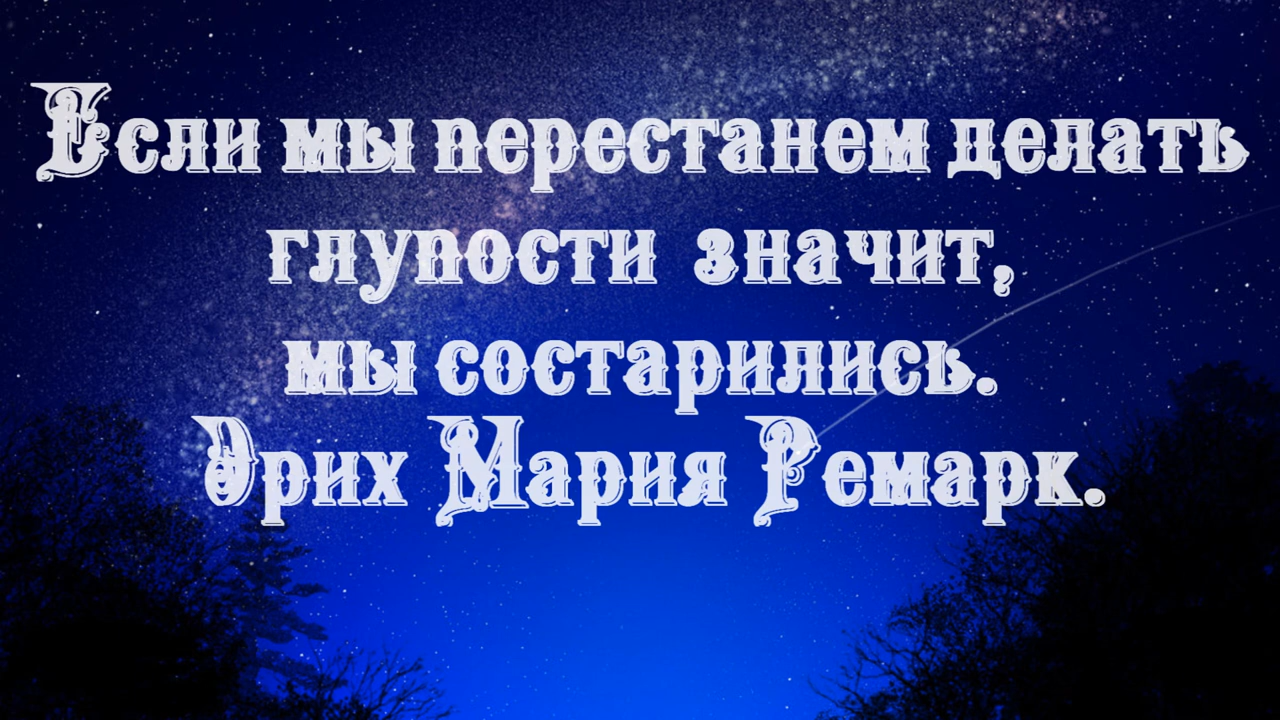 Если мы перестанем делать
глупости значит,
мы состарились.
Эрих Мария Ремарк.